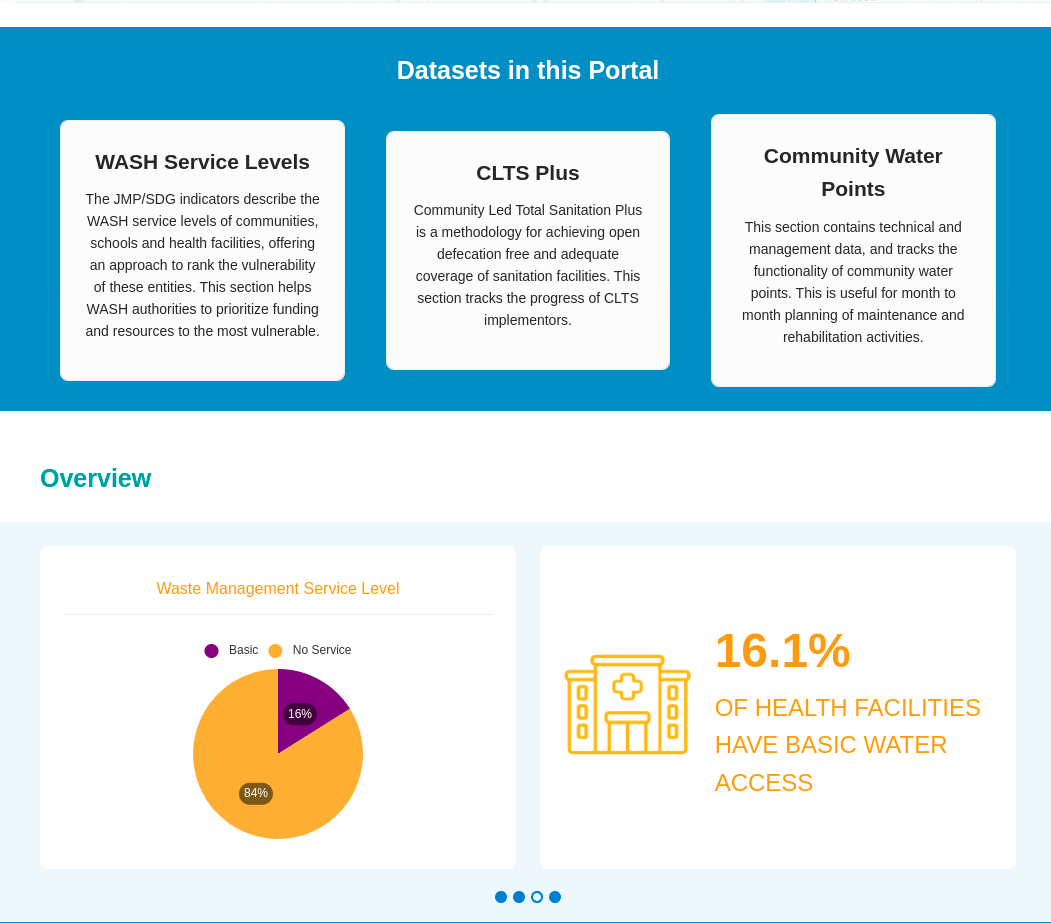 Datasets in this Portal
WASH Service Levels
The JMP/SDG indicators describe the
WASH service levels of communities,
schools and health facilities, offering
an approach to rank the vulnerability
of these entities. This section helps
WASH authorities to prioritize funding
and resources to the most vulnerable.
CLTS Plus
Community Led Total Sanitation Plus
is a methodology for achieving open
defecation free and adequate
coverage of sanitation facilities. This
section tracks the progress of CLTS
implementors.
Community Water
Points
This section contains technical and
management data, and tracks the
functionality of community water
points. This is useful for month to
month planning of maintenance and
rehabilitation activities.
Overview
Waste Management Service Level
Basic No Service
16%
84%
16.1%
OF HEALTH FACILITIES
HAVE BASIC WATER
ACCESS